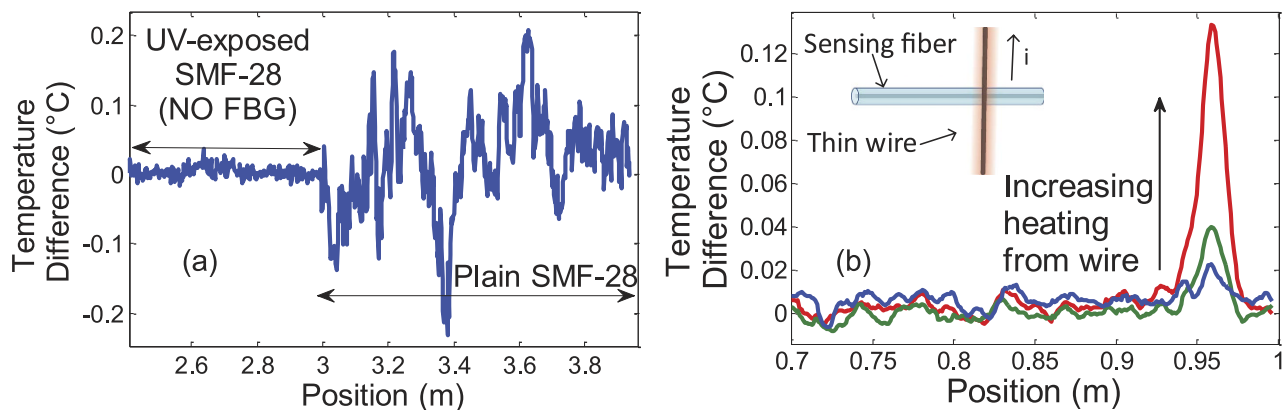 0.2
0.1
0
-0.1
-0.2
Temperature
Difference (°C)
UV-exposed
SMF-28
(NO FBG)
(a)
Plain SMF-28
2.6
2.8
3
3.2
3.4
3.6
3.8
Position (m)
0.12
0.1
0.08
0.06
0.04
0.02
0
Temperature
Difference (°C)
Sensing fiber
i
Thin wire
Increasing
heating
from wire
(b)
0.7
0.75
0.8
0.85
0.9
0.95
1
Position (m)